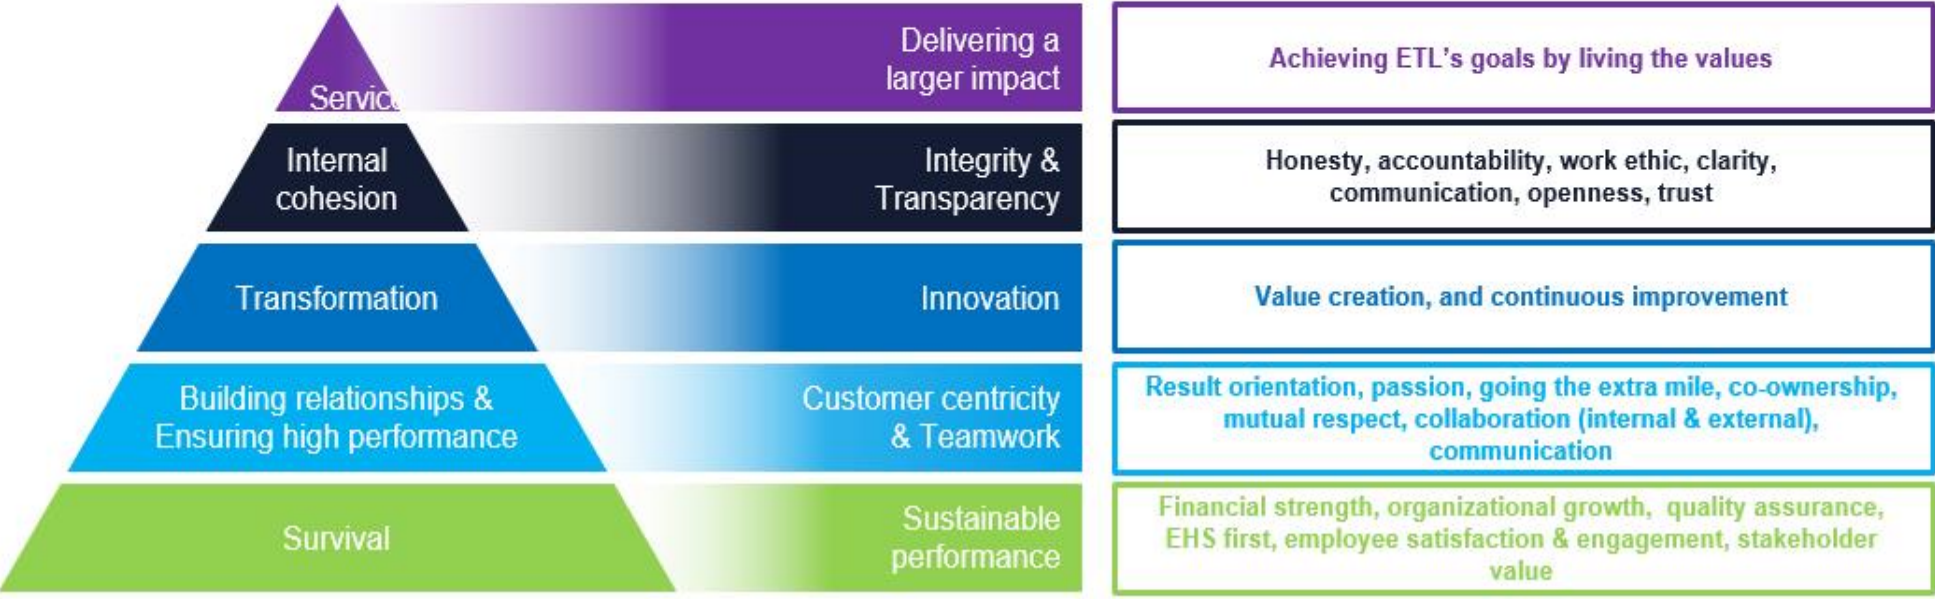 Service
Delivering a
larger impact
Achieving ETL's goals by living the values
Internal
cohesion
Integrity &
Transparency
Honesty, accountability, work ethic, clarity,
communication, openness, trust
Transformation
Innovation
Value creation, and continuous improvement
Building relationships &
Ensuring high performance
Customer centricity
& Teamwork
Result orientation, passion, going the extra mile, co-ownership,
mutual respect, collaboration (internal & external),
communication
Survival
Sustainable
performance
Financial strength, organizational growth, quality assurance,
EHS first, employee satisfaction & engagement, stakeholder
value